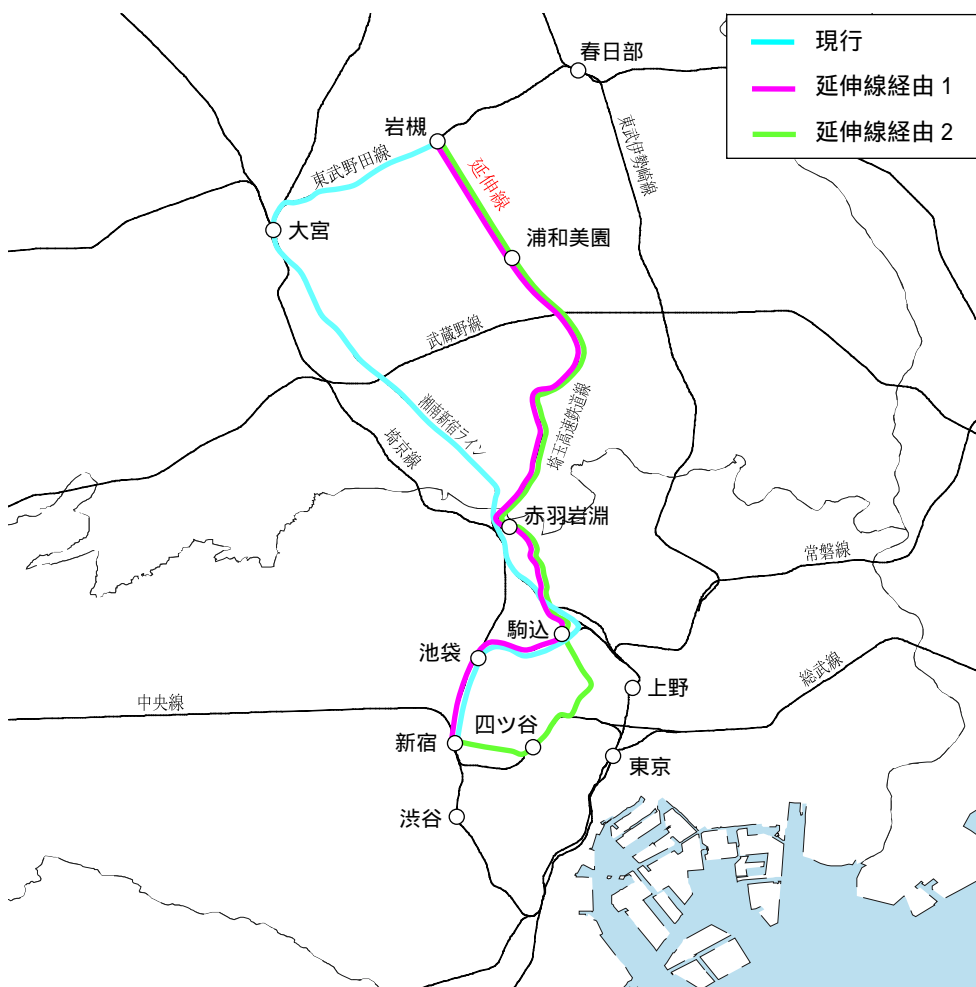 現行
延伸線経由1
延伸線経由2
春日部
岩槻
東武野田線
東武伊勢崎線
延伸線
大宮
浦和美園
武蔵野線
湘南新宿ライン
埼京線
埼玉高速鉄道線
赤羽岩淵
常磐線
駒込
池袋
上野
総武線
中央線
四ツ谷
新宿
東京
渋谷